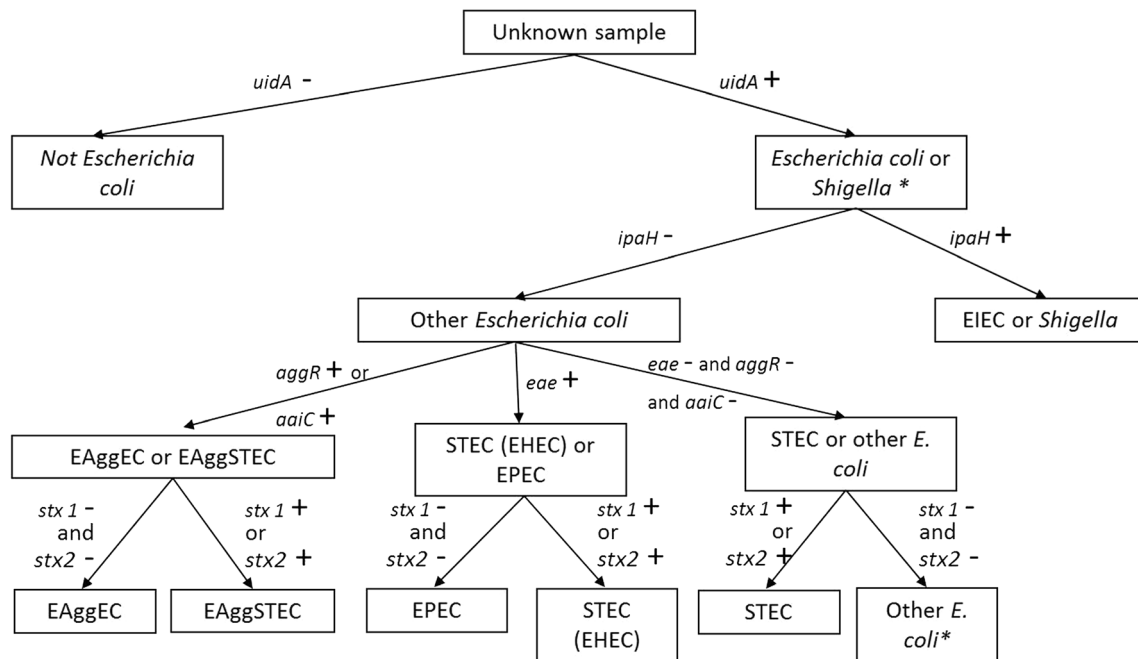 Unknown sample
uidA -
uidA +
Not Escherichia
coli
Escherichia coli or
Shigella *
ipaH -
ipaH +
Other Escherichia coli
EIEC or Shigella
aggR + or
aaiC +
eae +
eae - and aggR -
and aaiC -
EAggEC or EAggSTEC
STEC (EHEC) or
EPEC
STEC or other E.
coli
stx 1 -
and
stx2 -
stx 1 +
or
stx2 +
stx 1 -
and
stx2 -
stx 1 +
or
stx2 +
stx 1 +
or
stx2 +
stx 1 -
and
stx2 -
EAggEC
EAggSTEC
EPEC
STEC
(EHEC)
STEC
Other E.
coli*